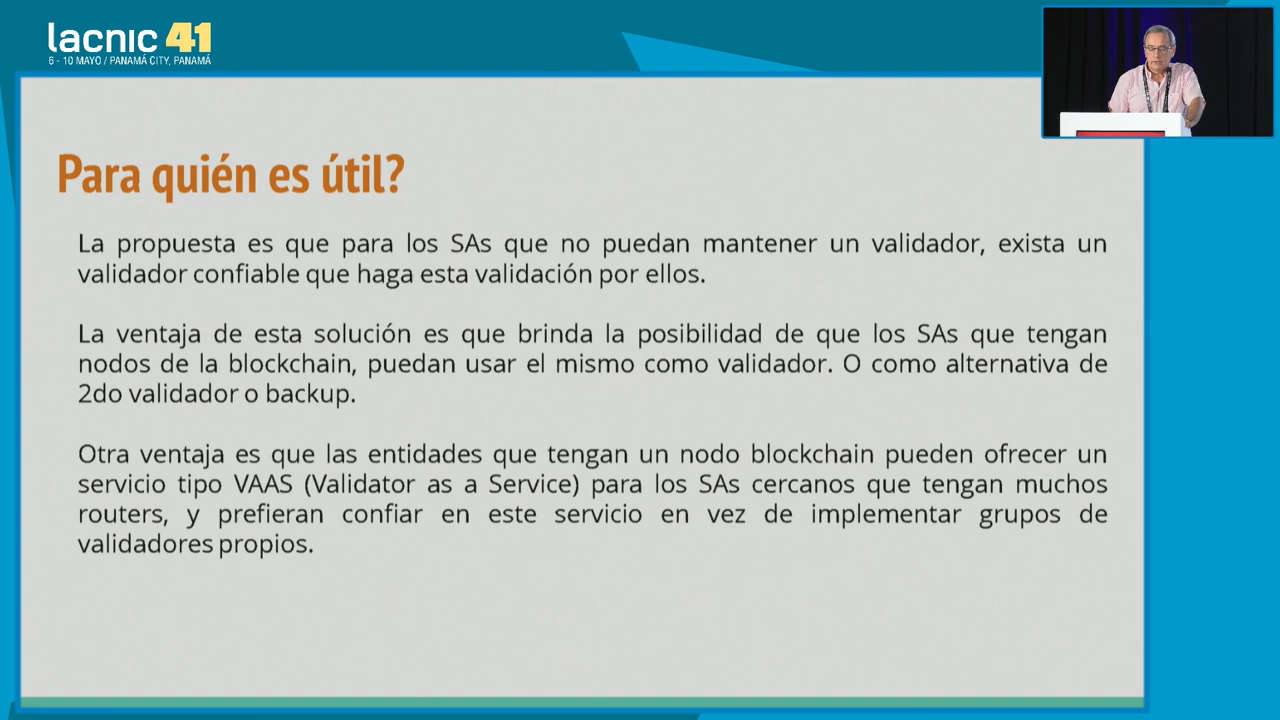 lacnic 41
6 - 10 MAYO / PANAMÁ CITY, PANAMÁ
Para quién es útil?
La propuesta es que para los SAs que no puedan mantener un validador, exista un
validador confiable que haga esta validación por ellos.
La ventaja de esta solución es que brinda la posibilidad de que los SAs que tengan
nodos de la blockchain, puedan usar el mismo como validador. O como alternativa de
2do validador o backup.
Otra ventaja es que las entidades que tengan un nodo blockchain pueden ofrecer un
servicio tipo VAAS (Validator as a Service) para los SAs cercanos que tengan muchos
routers, y prefieran confiar en este servicio en vez de implementar grupos de
validadores propios.